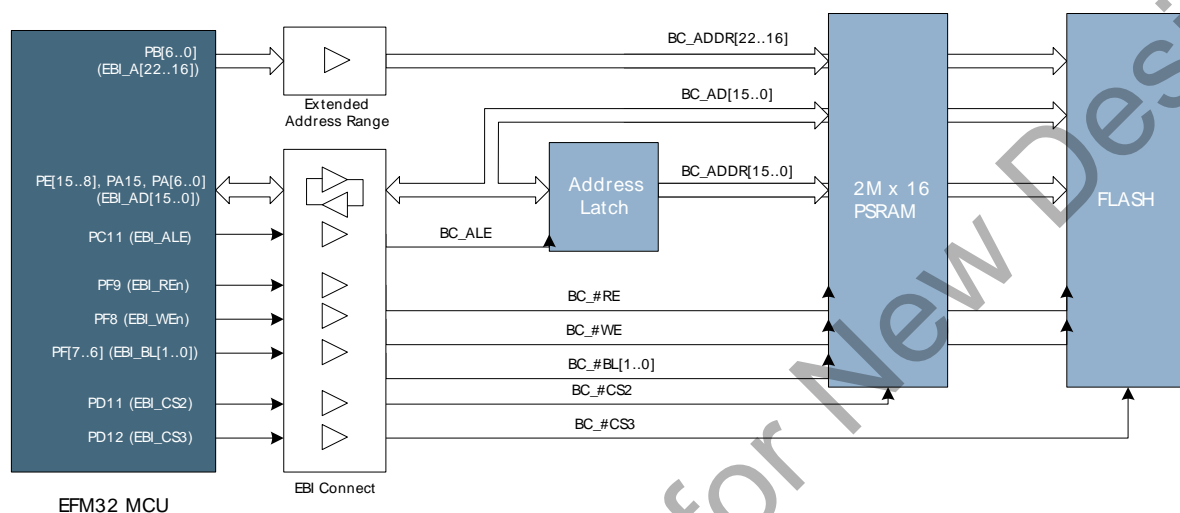 PB[6..0]
(EBI_A[22..16])
Extended
Address Range
BC_ADDR[22..16]
BC_AD[15..0]
PE[15..8], PA15, PA[6..0]
(EBI_AD[15..0])
Address
Latch
BC_ADDR[15..0]
2M x 16
PSRAM
FLASH
PC11 (EBI_ALE)
BC_ALE
PF9 (EBI_REn)
BC_#RE
PF8 (EBI_WEn)
BC_#WE
PF[7..6] (EBI_BL[1..0])
BC_#BL[1..0]
PD11 (EBI_CS2)
BC_#CS2
PD12 (EBI_CS3)
BC_#CS3
EBI Connect
EFM32 MCU
for New Desi